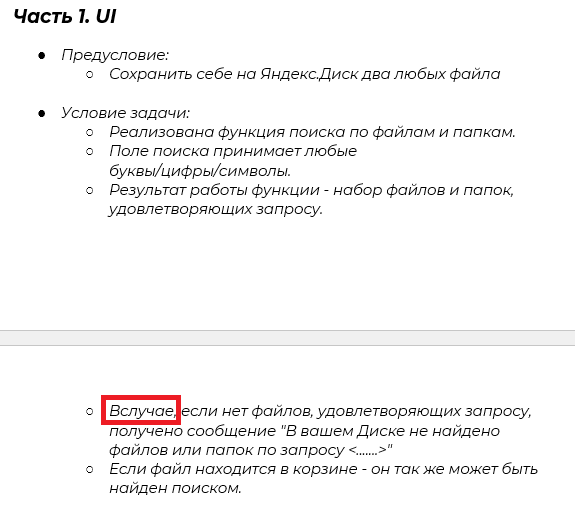 Часть 1. UI
● Предусловие:
○ Сохранить себе на Яндекс.Диск два любых файла
● Условие задачи:
○ Реализована функция поиска по файлам и папкам.
○ Поле поиска принимает любые
буквы/цифры/символы.
○ Результат работы функции - набор файлов и папок,
удовлетворяющих запросу.
○ Вслучае, если нет файлов, удовлетворяющих запросу,
получено сообщение "В вашем Диске не найдено
файлов или папок по запросу <.......>"
○ Если файл находится в корзине - он так же может быть
найден поиском.